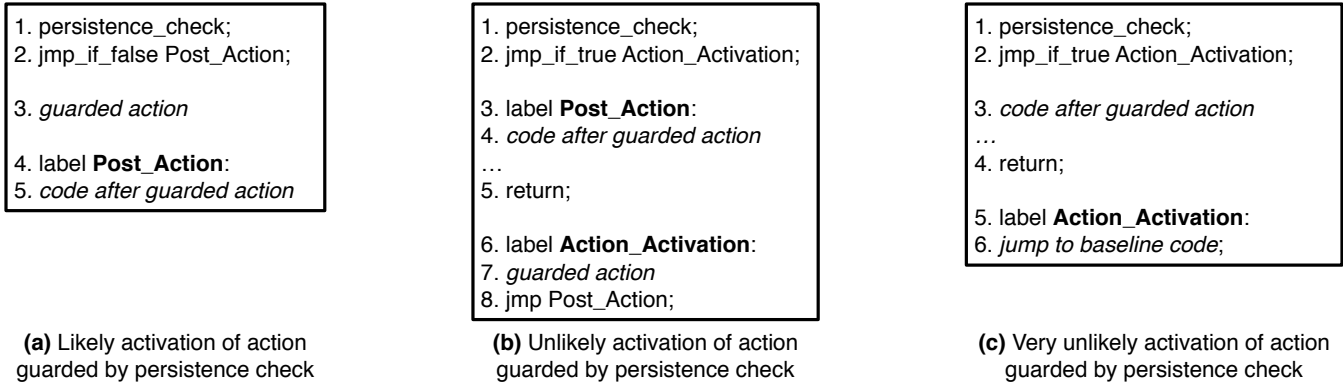 1. persistence_check;
2. jmp_if_false Post_Action;
3. guarded action
4. label Post_Action:
5. code after guarded action
(a) Likely activation of action
guarded by persistence check
1. persistence_check;
2. jmp_if_true Action_Activation;
3. label Post_Action:
4. code after guarded action
...
5. return;
6. label Action_Activation:
7. guarded action
8. jmp Post_Action;
(b) Unlikely activation of action
guarded by persistence check
1. persistence_check;
2. jmp_if_true Action_Activation;
3. code after guarded action
...
4. return;
5. label Action_Activation:
6. jump to baseline code;
(c) Very unlikely activation of action
guarded by persistence check